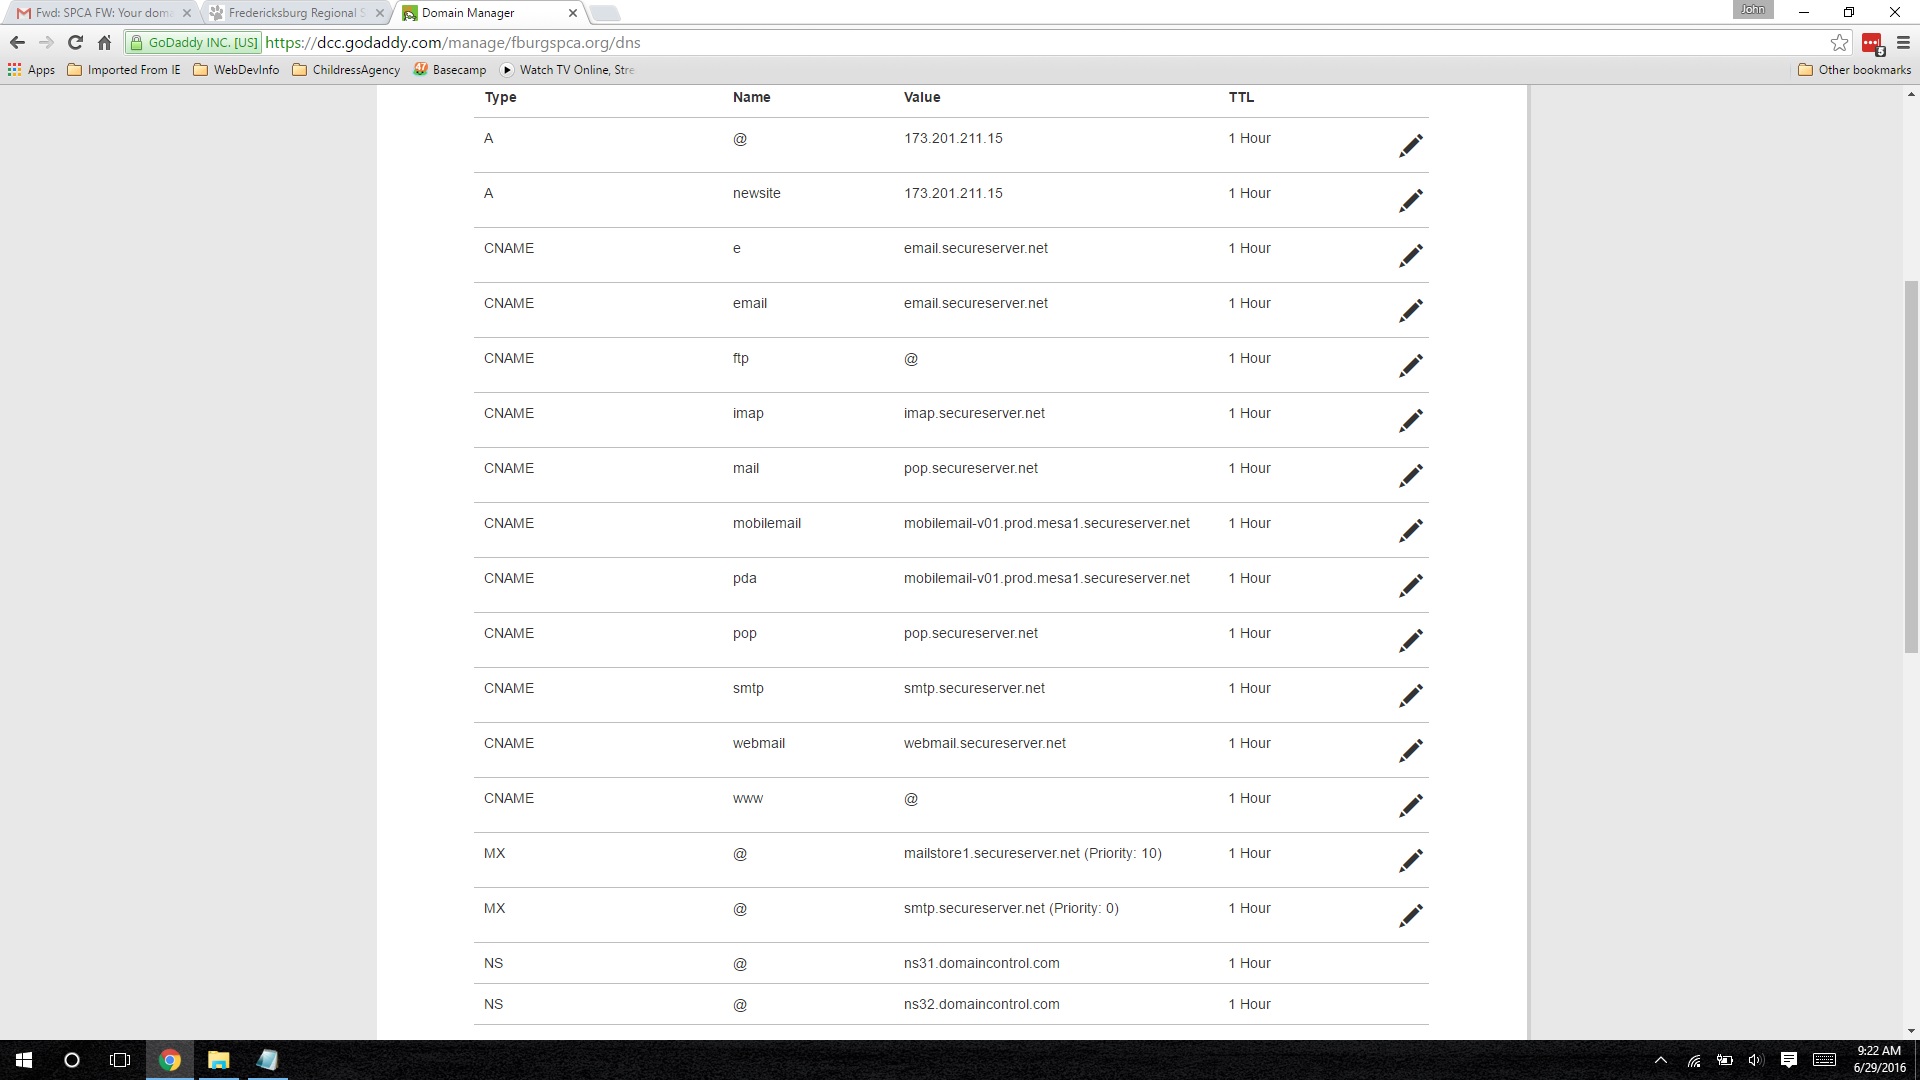 Fwd: SPCA FW: Your doma
Fredericksburg Regional S
Domain Manager
John
GoDaddy INC. [US] https://dcc.godaddy.com/manage/fburgspca.org/dns
Apps Imported From IE WebDevInfo ChildressAgency Basecamp Watch TV Online, Stre Other bookmarks
Type Name Value TTL
A @ 173.201.211.15 1 Hour
A newsite 173.201.211.15 1 Hour
CNAME e email.secureserver.net 1 Hour
CNAME email email.secureserver.net 1 Hour
CNAME ftp @ 1 Hour
CNAME imap imap.secureserver.net 1 Hour
CNAME mail pop.secureserver.net 1 Hour
CNAME mobilemail mobilemail-v01.prod.mesa1.secureserver.net 1 Hour
CNAME pda mobilemail-v01.prod.mesa1.secureserver.net 1 Hour
CNAME pop pop.secureserver.net 1 Hour
CNAME smtp smtp.secureserver.net 1 Hour
CNAME webmail webmail.secureserver.net 1 Hour
CNAME www @ 1 Hour
MX @ mailstore1.secureserver.net (Priority: 10) 1 Hour
MX @ smtp.secureserver.net (Priority: 0) 1 Hour
NS @ ns31.domaincontrol.com 1 Hour
NS @ ns32.domaincontrol.com 1 Hour
9:22 AM
6/29/2016